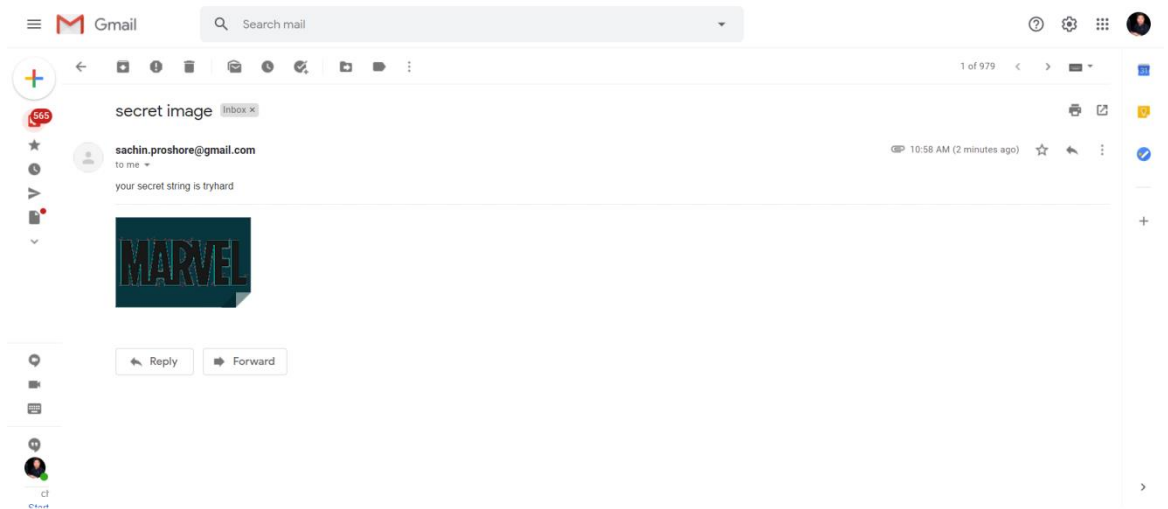 Gmail
Search mail
1 of 979
31
565
secret image Inbox ×
sachin.proshore@gmail.com
10:58 AM (2 minutes ago)
to me
your secret string is tryhard
MARVEL
Reply
Forward